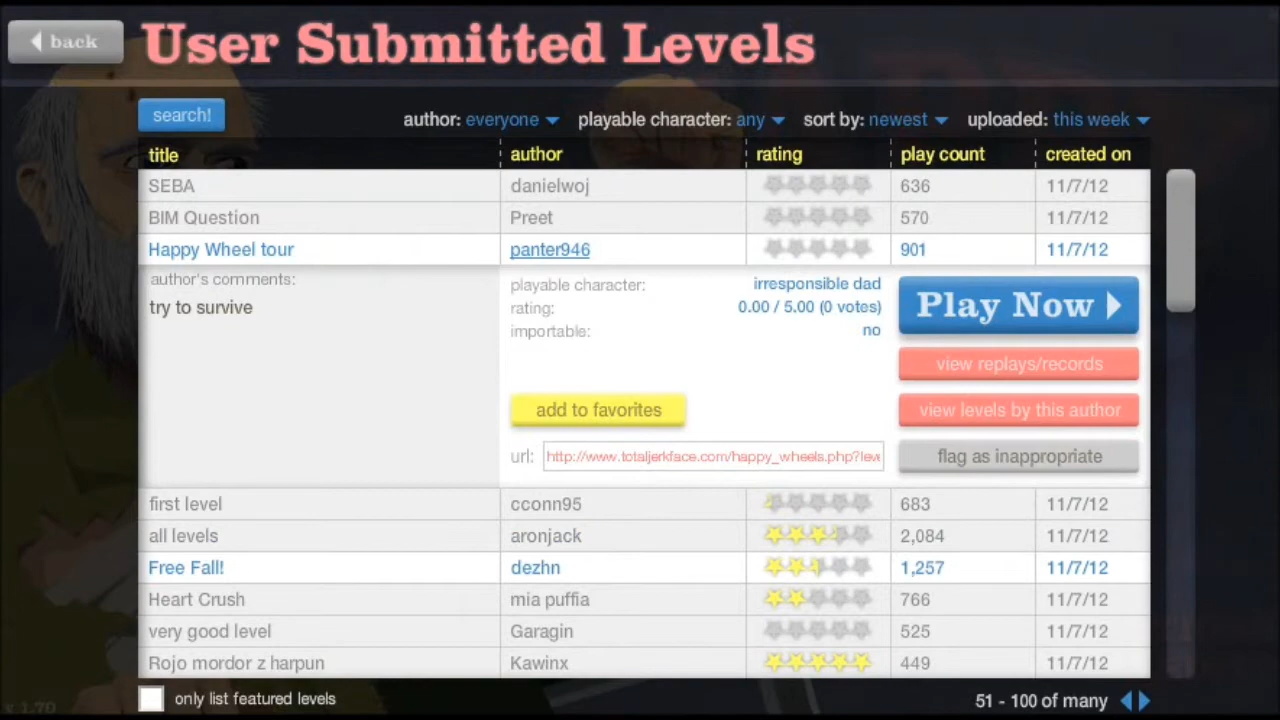 back
User Submitted Levels
search!
author: everyone playable character: any sort by: newest uploaded: this week
title author rating play count created on
SEBA danielwoj 636 11/7/12
BIM Question Preet 570 11/7/12
Happy Wheel tour panter946 901 11/7/12
author's comments:
try to survive
playable character: irresponsible dad
rating: 0.00 / 5.00 (0 votes)
importable: no
Play Now
view replays/records
add to favorites
view levels by this author
url: http://www.totaljerkface.com/happy_wheels.php?leve
flag as inappropriate
first level cconn95 683 11/7/12
all levels aronjack 2,084 11/7/12
Free Fall! dezhn 1,257 11/7/12
Heart Crush mia puffia 766 11/7/12
very good level Garagin 525 11/7/12
Rojo mordor z harpun Kawinx 449 11/7/12
only list featured levels
51 - 100 of many
v 1.70